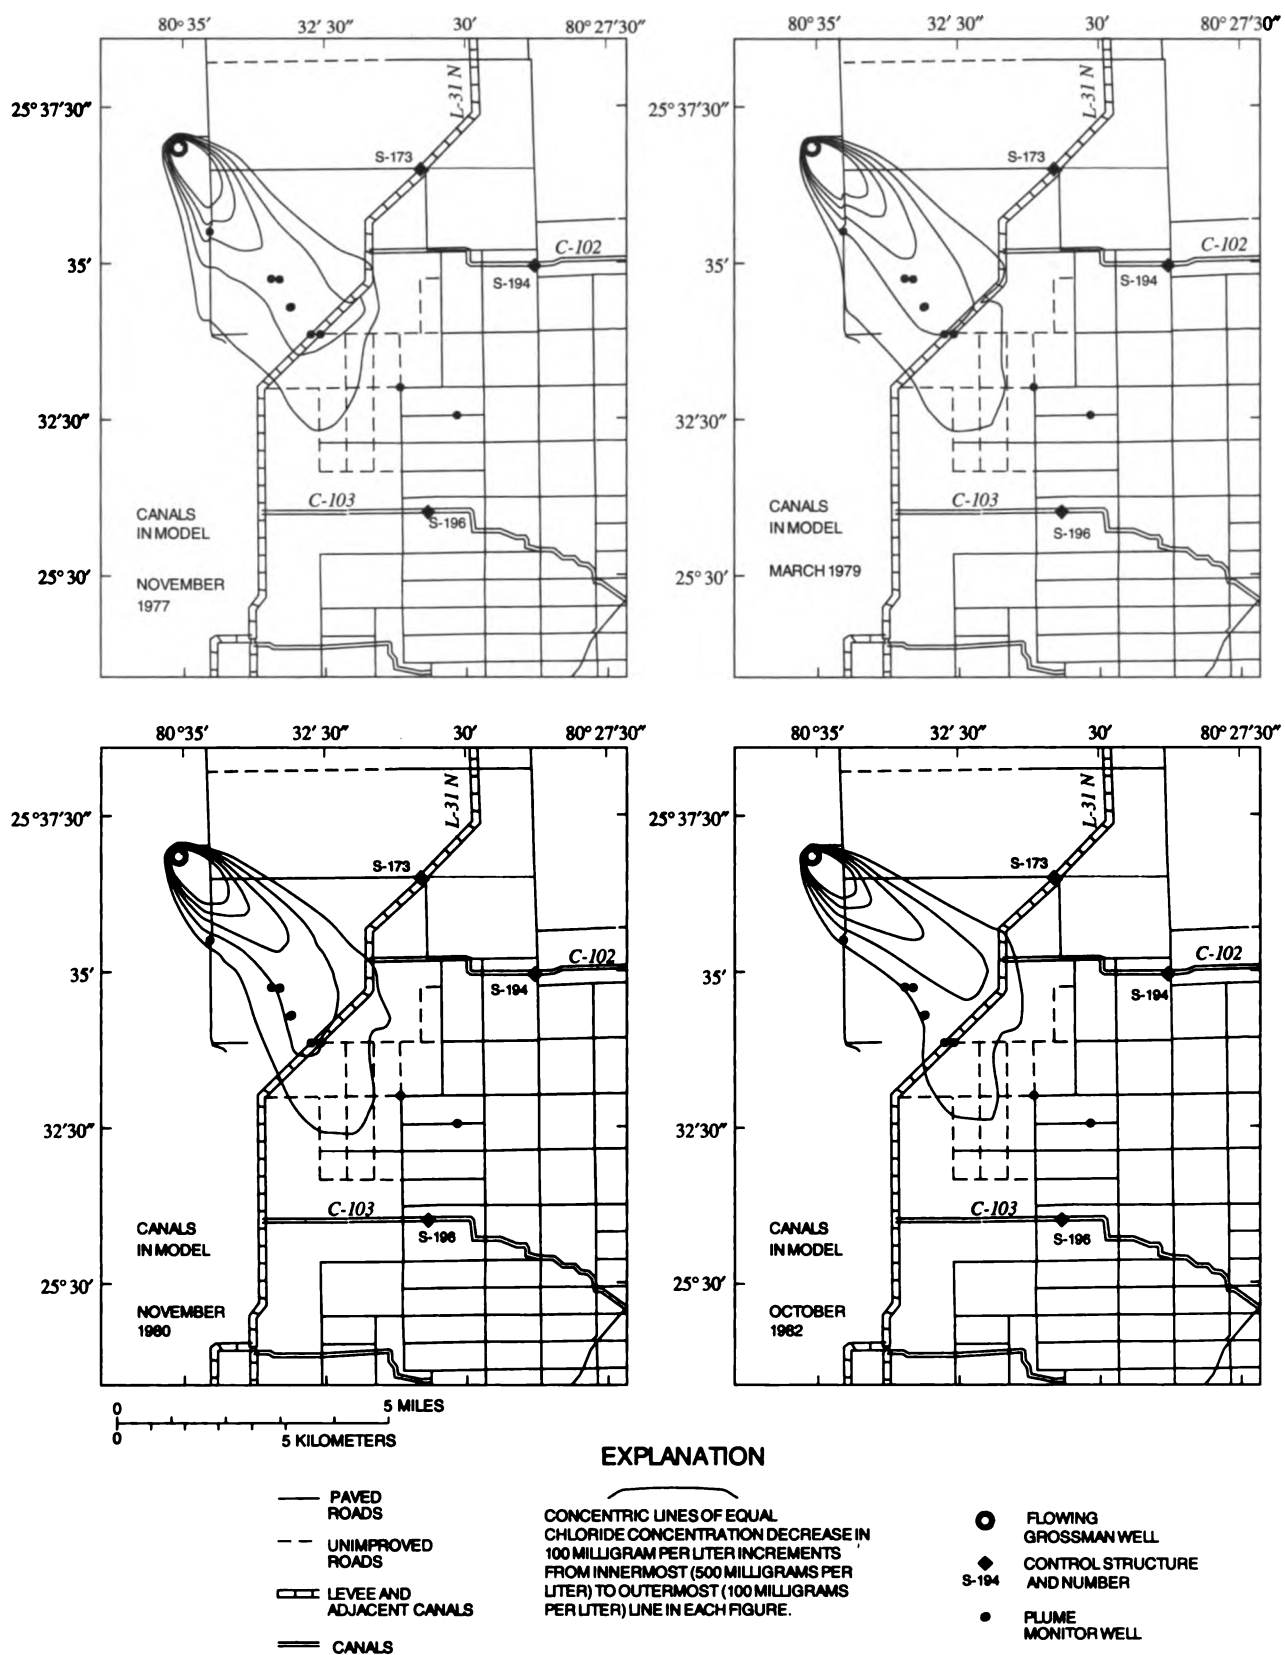 80° 35' 32' 30" 30' 80° 27'30"
25° 37'30"
L-31 N
S-173
35'
C-102
S-194
32'30"
C-103
S-196
CANALS
IN MODEL
25° 30'
NOVEMBER
1977
80° 35' 32' 30" 30' 80° 27'30"
25° 37'30"
L-31 N
S-173
35'
C-102
S-194
32'30"
C-103
S-196
CANALS
IN MODEL
25° 30'
MARCH 1979
80° 35' 32' 30" 30' 80° 27'30"
25° 37'30"
L-31 N
S-173
35'
C-102
S-194
32'30"
C-103
S-196
CANALS
IN MODEL
25° 30'
NOVEMBER
1980
80° 35' 32' 30" 30' 80° 27'30"
25° 37'30"
L-31 N
S-173
35'
C-102
S-194
32'30"
C-103
S-196
CANALS
IN MODEL
25° 30'
OCTOBER
1982
0 5 MILES
0 5 KILOMETERS
EXPLANATION
PAVED
ROADS
UNIMPROVED
ROADS
LEVEE AND
ADJACENT CANALS
CANALS
CONCENTRIC LINES OF EQUAL
CHLORIDE CONCENTRATION DECREASE IN
100 MILLIGRAM PER LITER INCREMENTS
FROM INNERMOST (500 MILLIGRAMS PER
LITER) TO OUTERMOST (100 MILLIGRAMS
PER LITER) LINE IN EACH FIGURE.
FLOWING
GROSSMAN WELL
S-194
CONTROL STRUCTURE
AND NUMBER
PLUME
MONITOR WELL